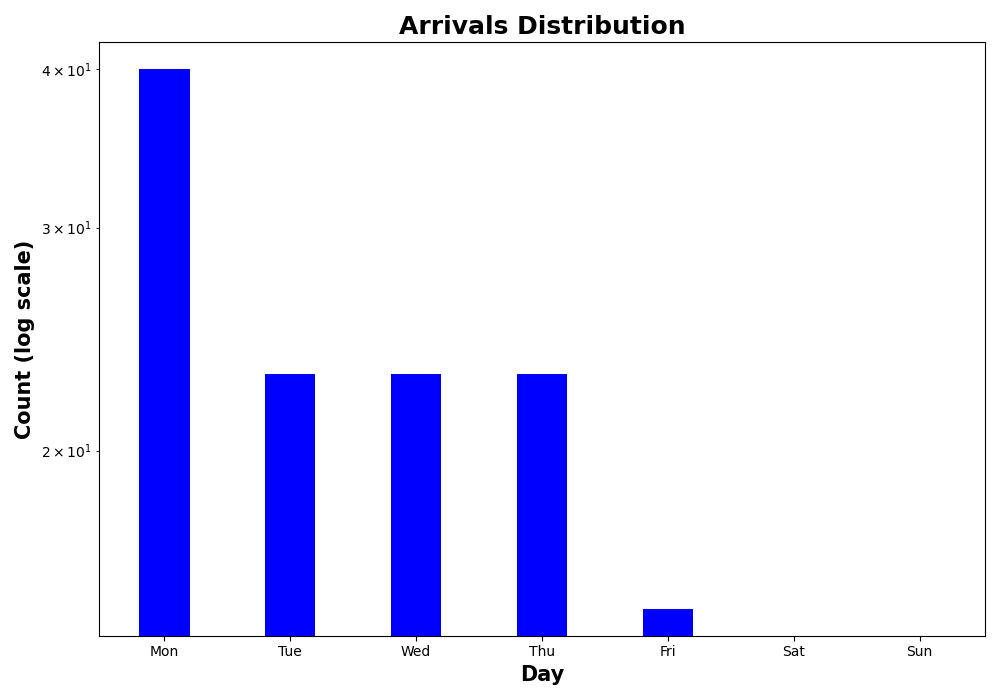 Arrivals Distribution
4 × 10¹
3 × 10¹
2 × 10¹
Count (log scale)
Mon Tue Wed Thu Fri Sat Sun
Day